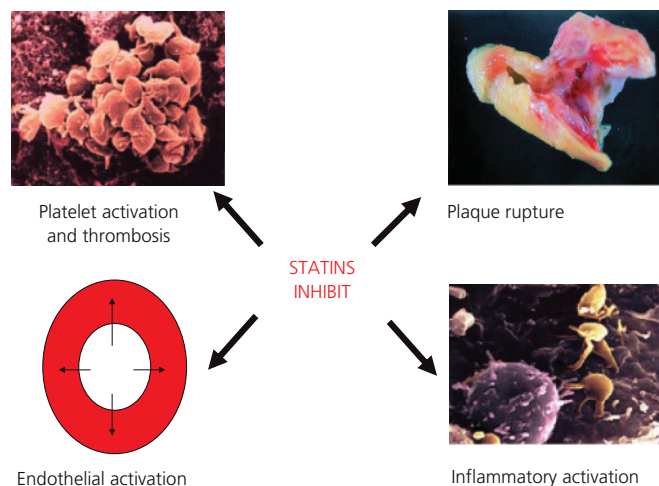 Platelet activation
and thrombosis
Plaque rupture
STATINS
INHIBIT
Endothelial activation
Inflammatory activation